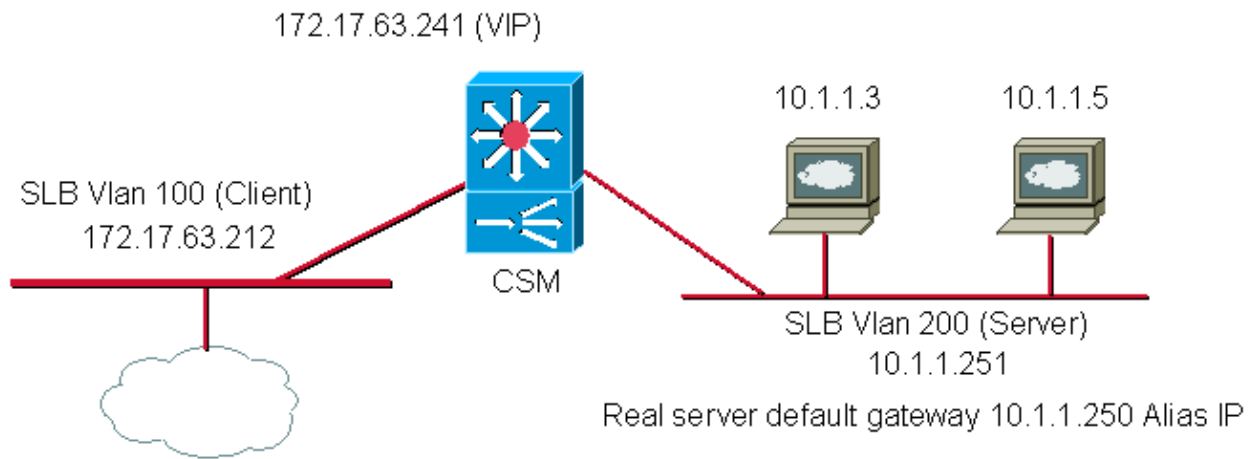 172.17.63.241 (VIP)
10.1.1.3
10.1.1.5
SLB Vlan 100 (Client)
172.17.63.212
CSM
SLB Vlan 200 (Server)
10.1.1.251
Real server default gateway 10.1.1.250 Alias IP